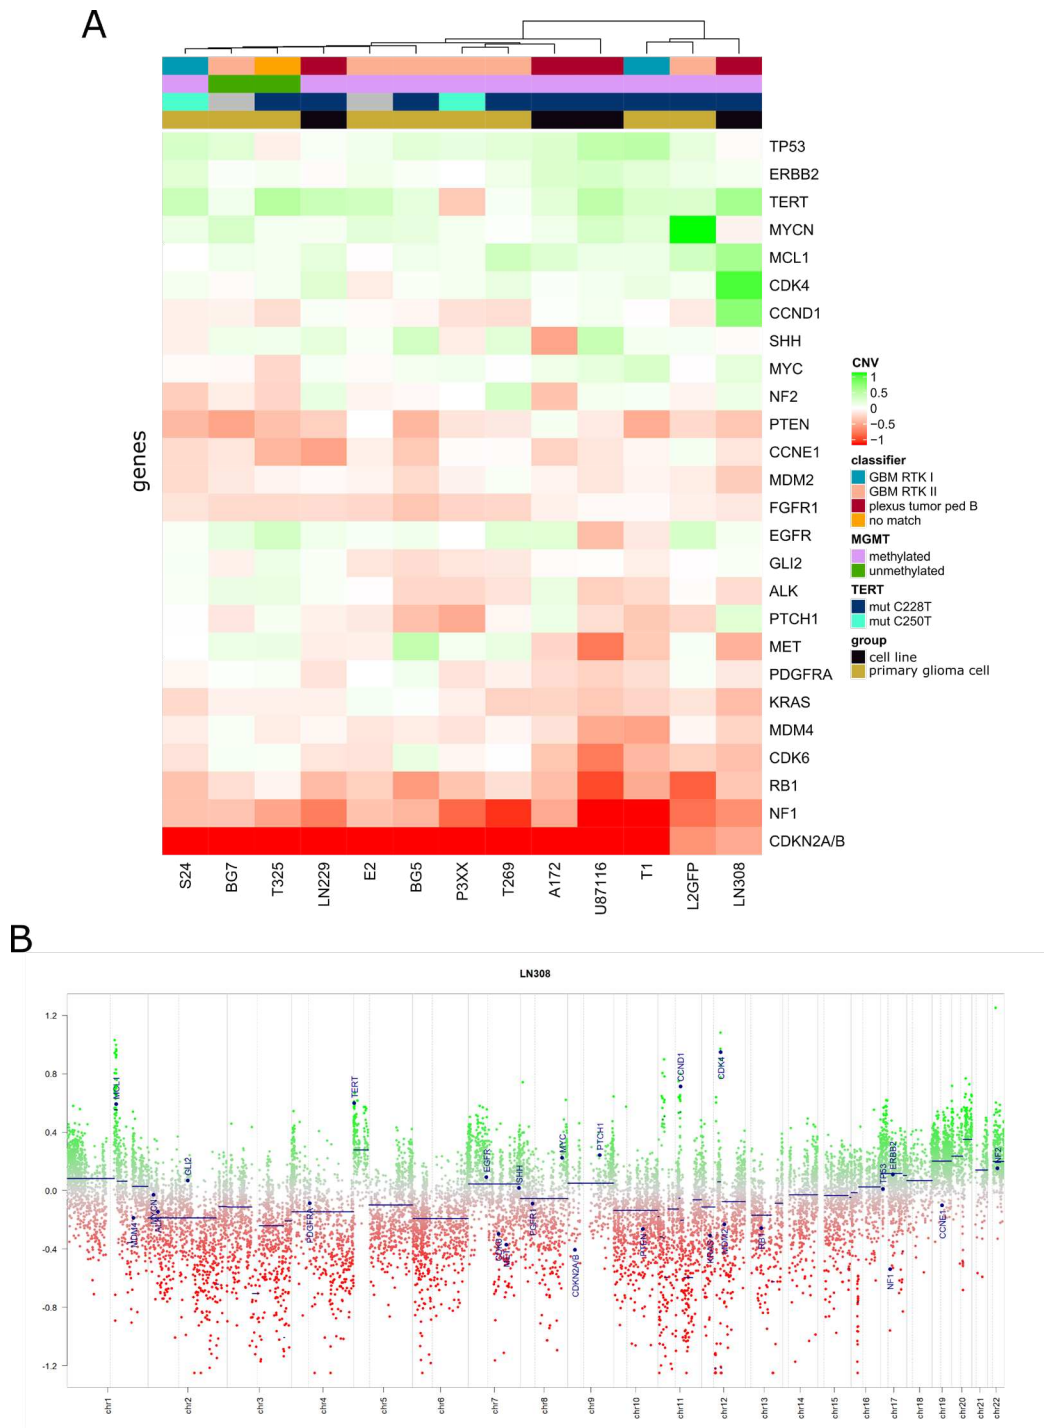 A
TP53
ERBB2
TERT
MYCN
MCL1
CDK4
CCND1
SHH
MYC
NF2
PTEN
CCNE1
MDM2
FGFR1
EGFR
GLI2
ALK
PTCH1
MET
PDGFRA
KRAS
MDM4
CDK6
RB1
NF1
CDKN2A/B
genes
S24
BG7
T325
LN229
E2
BG5
P3XX
T269
A172
U87116
T1
L2GFP
LN308
CNV
1
0.5
0
−0.5
−1
classifier
GBM RTK I
GBM RTK II
plexus tumor ped B
no match
MGMT
methylated
unmethylated
TERT
mut C228T
mut C250T
group
cell line
primary glioma cell
B
LN308
1.2
0.8
0.4
0.0
-0.4
-0.8
-1.2
MCL1
MDM4
MYCN
ALK
GLI2
PDGFRA
TERT
EGFR
CDK6
MET
SHH
FGFR1
MYC
CDKN2A/B
PTCH1
PTEN
CCND1
KRAS
CDK4
MDM2
RB1
TP53
NF1
ERBB2
CCNE1
NF2
chr1
chr2
chr3
chr4
chr5
chr6
chr7
chr8
chr9
chr10
chr11
chr12
chr13
chr14
chr15
chr16
chr17
chr18
chr19
chr20
chr21
chr22